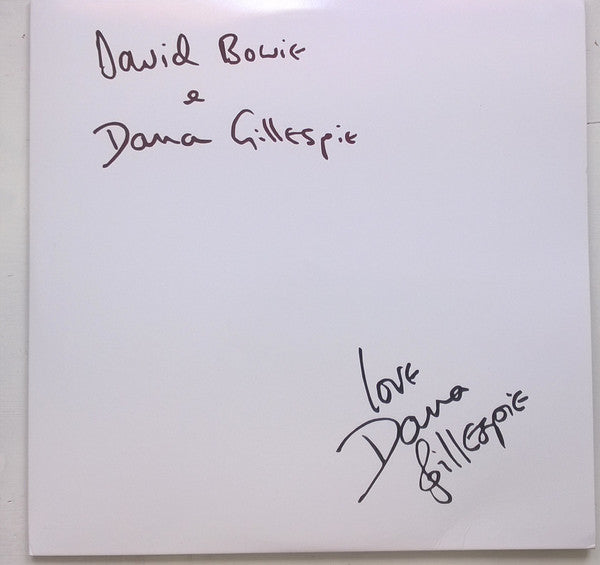 David Bowie
&
Dana Gillespie
love
Dana
Gillespie